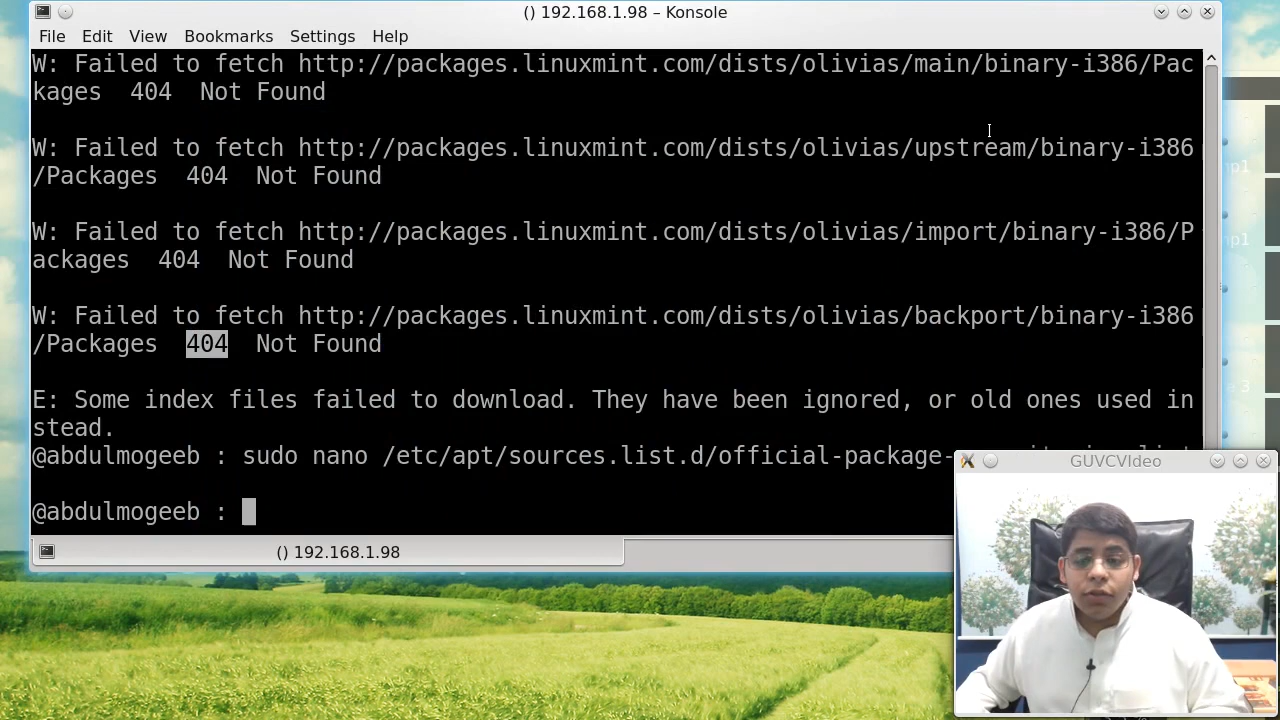 () 192.168.1.98 – Konsole
File Edit View Bookmarks Settings Help
W: Failed to fetch http://packages.linuxmint.com/dists/olivias/main/binary-i386/Pac
kages 404 Not Found
W: Failed to fetch http://packages.linuxmint.com/dists/olivias/upstream/binary-i386
/Packages 404 Not Found
W: Failed to fetch http://packages.linuxmint.com/dists/olivias/import/binary-i386/P
ackages 404 Not Found
W: Failed to fetch http://packages.linuxmint.com/dists/olivias/backport/binary-i386
/Packages 404 Not Found
E: Some index files failed to download. They have been ignored, or old ones used in
stead.
@abdulmogeeb : sudo nano /etc/apt/sources.list.d/official-package-
@abdulmogeeb :
() 192.168.1.98
GUVCVIdeo